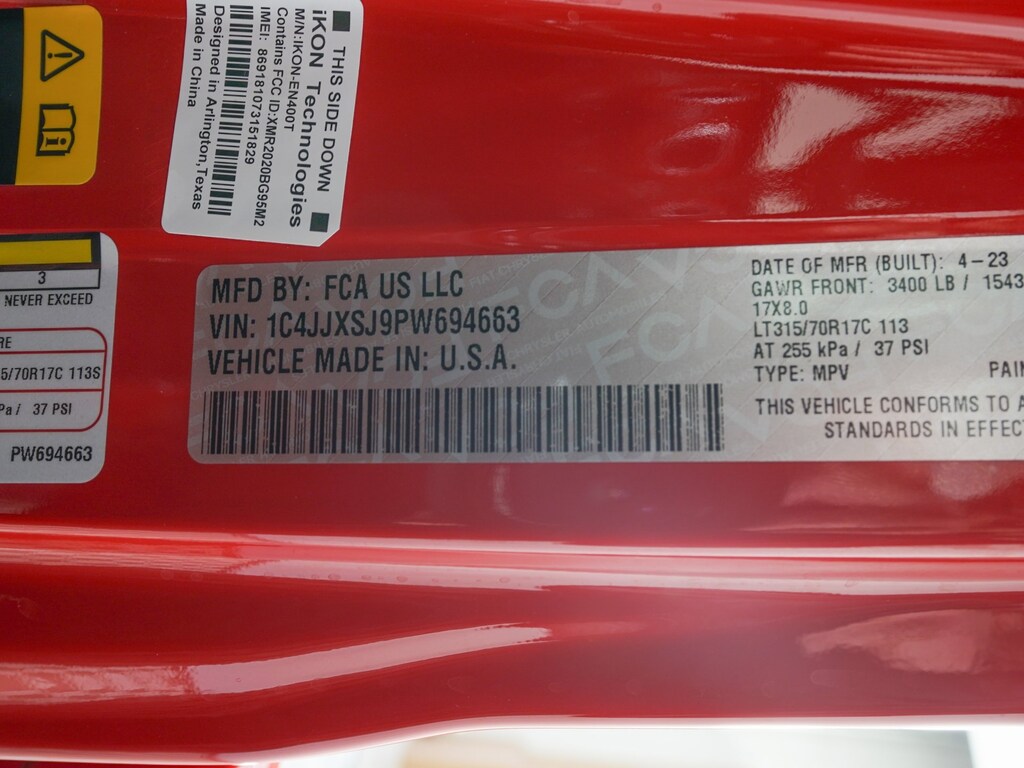 THIS SIDE DOWN
iKON Technologies
M/N:IKON-EN400T
Contains FCC ID:XMR2020BG95M2
IMEI: 869181073151829
Designed in Arlington,Texas
Made in China
3
NEVER EXCEED
RE
5/70R17C 113S
Pa / 37 PSI
PW694663
MFD BY: FCA US LLC
VIN: 1C4JJXSJ9PW694663
VEHICLE MADE IN: U.S.A.
DATE OF MFR (BUILT): 4-23
GAWR FRONT: 3400 LB / 1543
17X8.0
LT315/70R17C 113
AT 255 kPa / 37 PSI
TYPE: MPV PAIN
THIS VEHICLE CONFORMS TO A
STANDARDS IN EFFECT